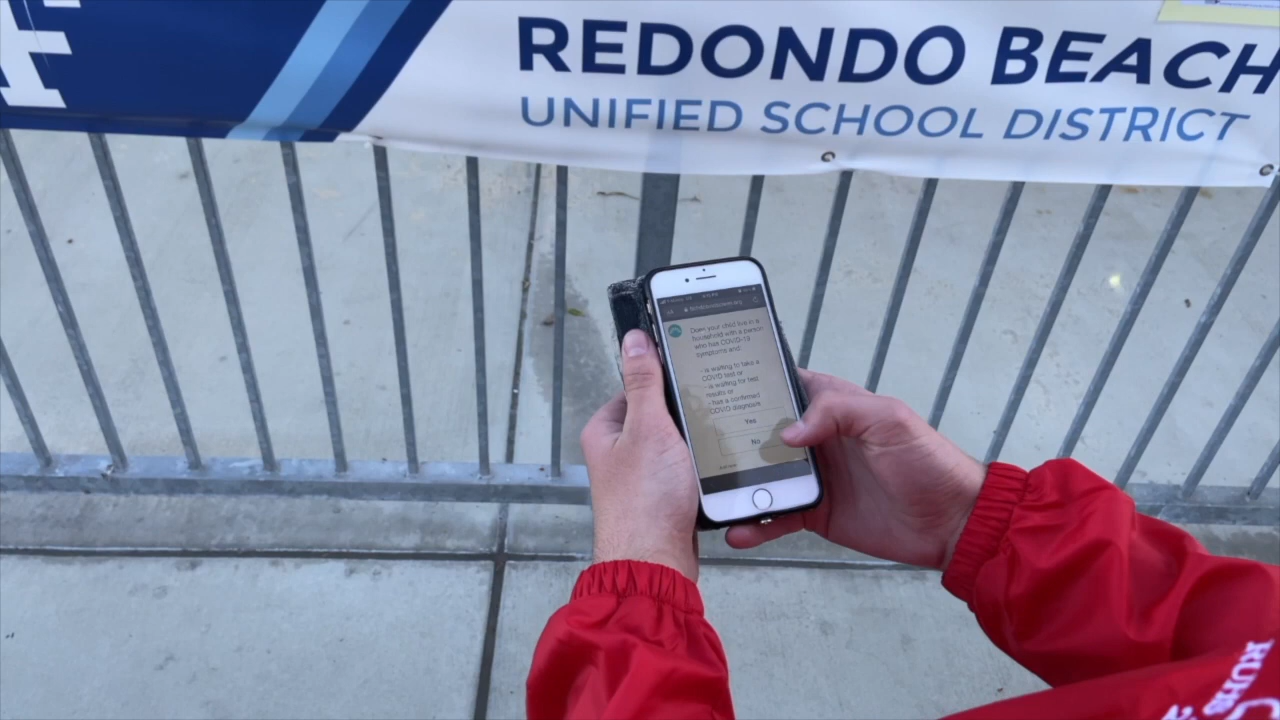 REDONDO BEACH
UNIFIED SCHOOL DISTRICT
Does your child live in a
household with a person
who has COVID-19
symptoms and:
- is waiting to take a
COVID test or
- is waiting for test
results or
- has a confirmed
COVID diagnosis
Yes
No
RUHS